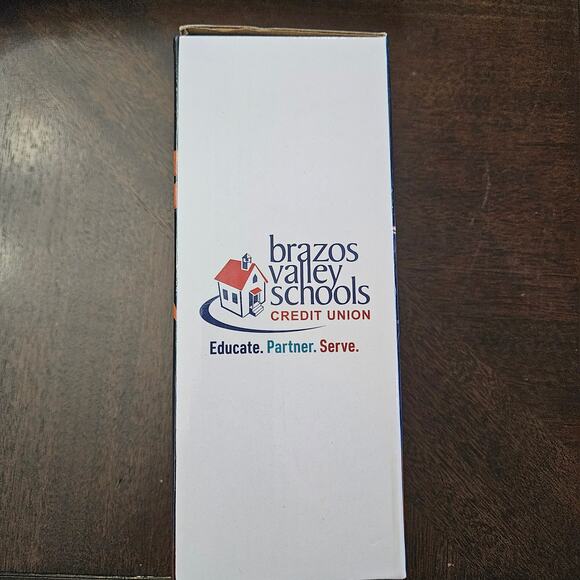 brazos
valley
schools
CREDIT UNION
Educate. Partner. Serve.